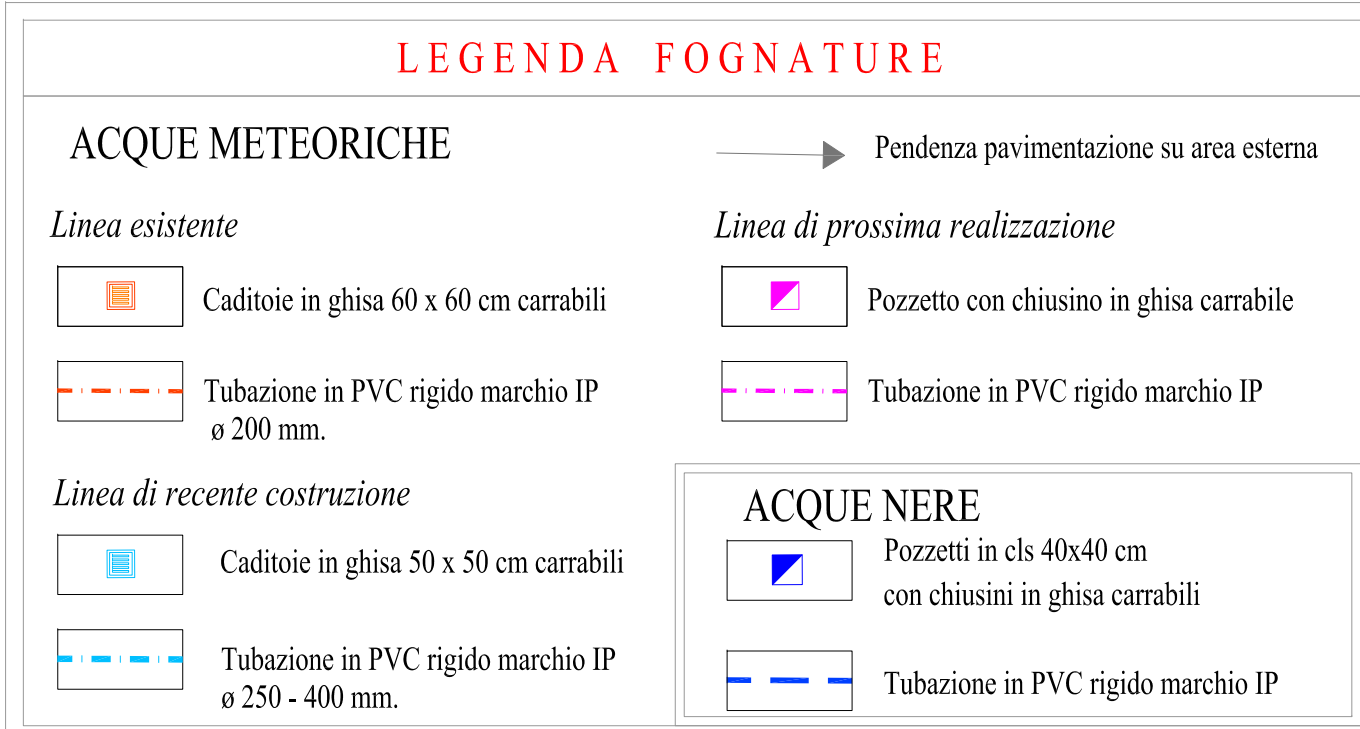 LEGENDA FOGNATURE
ACQUE METEORICHE
Pendenza pavimentazione su area esterna
Linea esistente
Caditoie in ghisa 60 x 60 cm carrabili
Tubazione in PVC rigido marchio IP
ø 200 mm.
Linea di prossima realizzazione
Pozzetto con chiusino in ghisa carrabile
Tubazione in PVC rigido marchio IP
Linea di recente costruzione
Caditoie in ghisa 50 x 50 cm carrabili
Tubazione in PVC rigido marchio IP
ø 250 - 400 mm.
ACQUE NERE
Pozzetti in cls 40x40 cm
con chiusini in ghisa carrabili
Tubazione in PVC rigido marchio IP